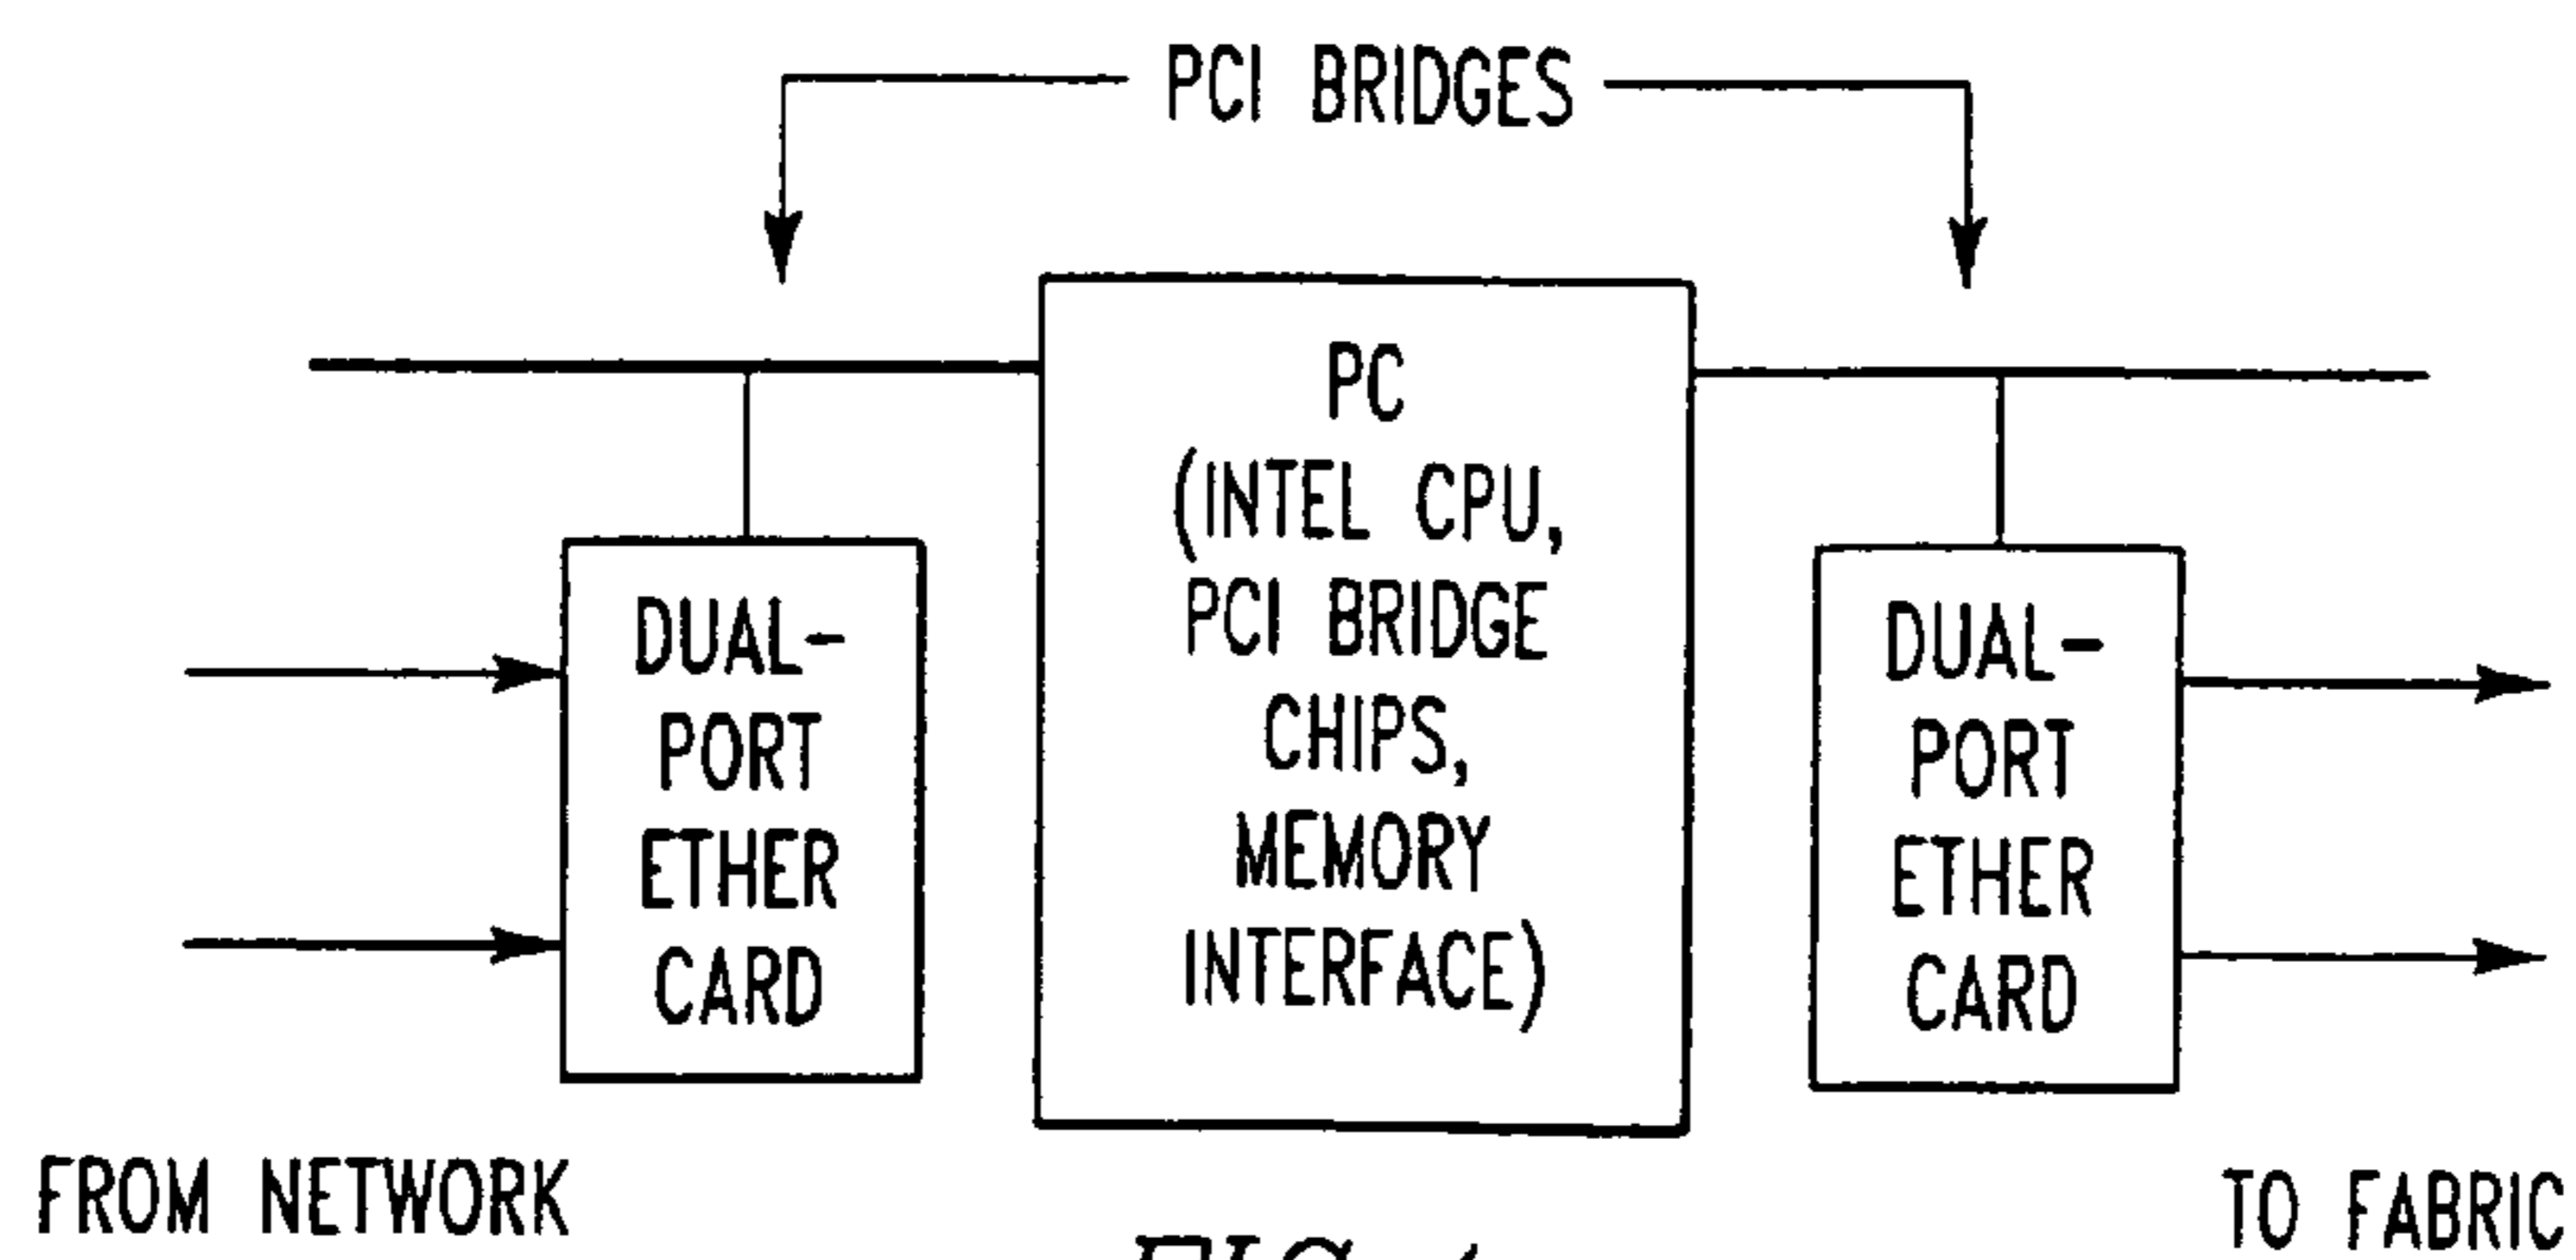 PCI BRIDGES
PC
(INTEL CPU,
PCI BRIDGE
CHIPS,
MEMORY
INTERFACE)
DUAL-
PORT
ETHER
CARD
DUAL-
PORT
ETHER
CARD
FROM NETWORK
TO FABRIC